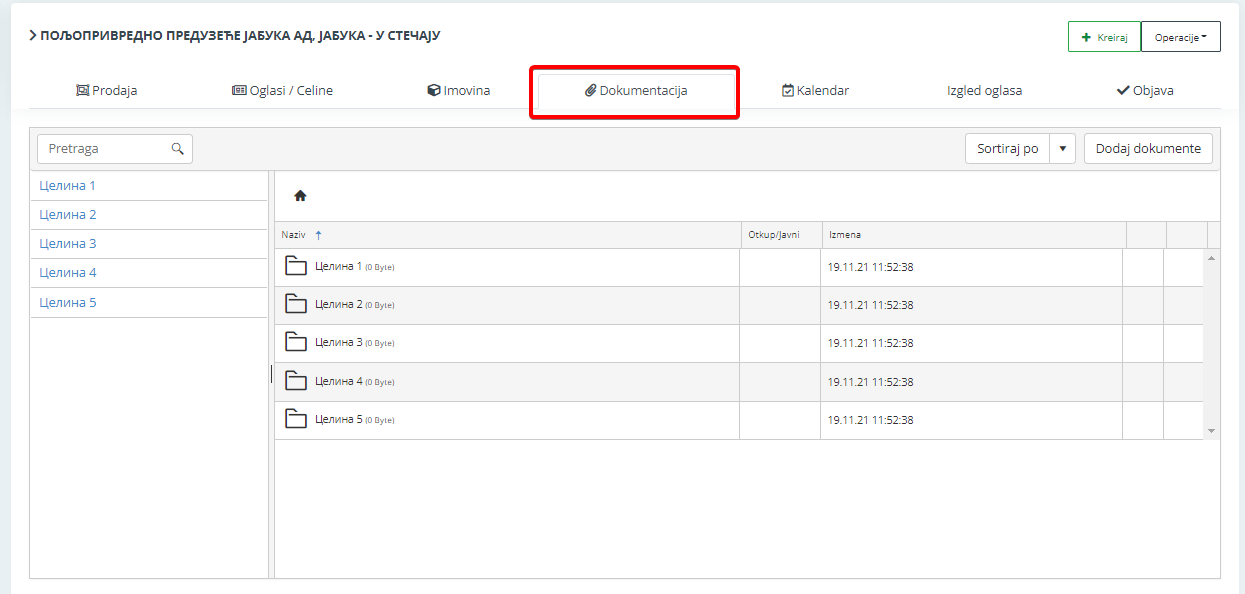 ПОЉОПРИВРЕДНО ПРЕДУЗЕЋЕ ЈАБУКА АД, ЈАБУКА - У СТЕЧАЈУ
Kreiraj Operacije
Prodaja Oglasi / Celine Imovina Dokumentacija Kalendar Izgled oglasa Objava
Pretraga Sortiraj po Dodaj dokumente
Целина 1
Целина 2
Целина 3
Целина 4
Целина 5
Naziv Otkup/Javni Izmena
Целина 1 (0 Byte) 19.11.21 11:52:38
Целина 2 (0 Byte) 19.11.21 11:52:38
Целина 3 (0 Byte) 19.11.21 11:52:38
Целина 4 (0 Byte) 19.11.21 11:52:38
Целина 5 (0 Byte) 19.11.21 11:52:38